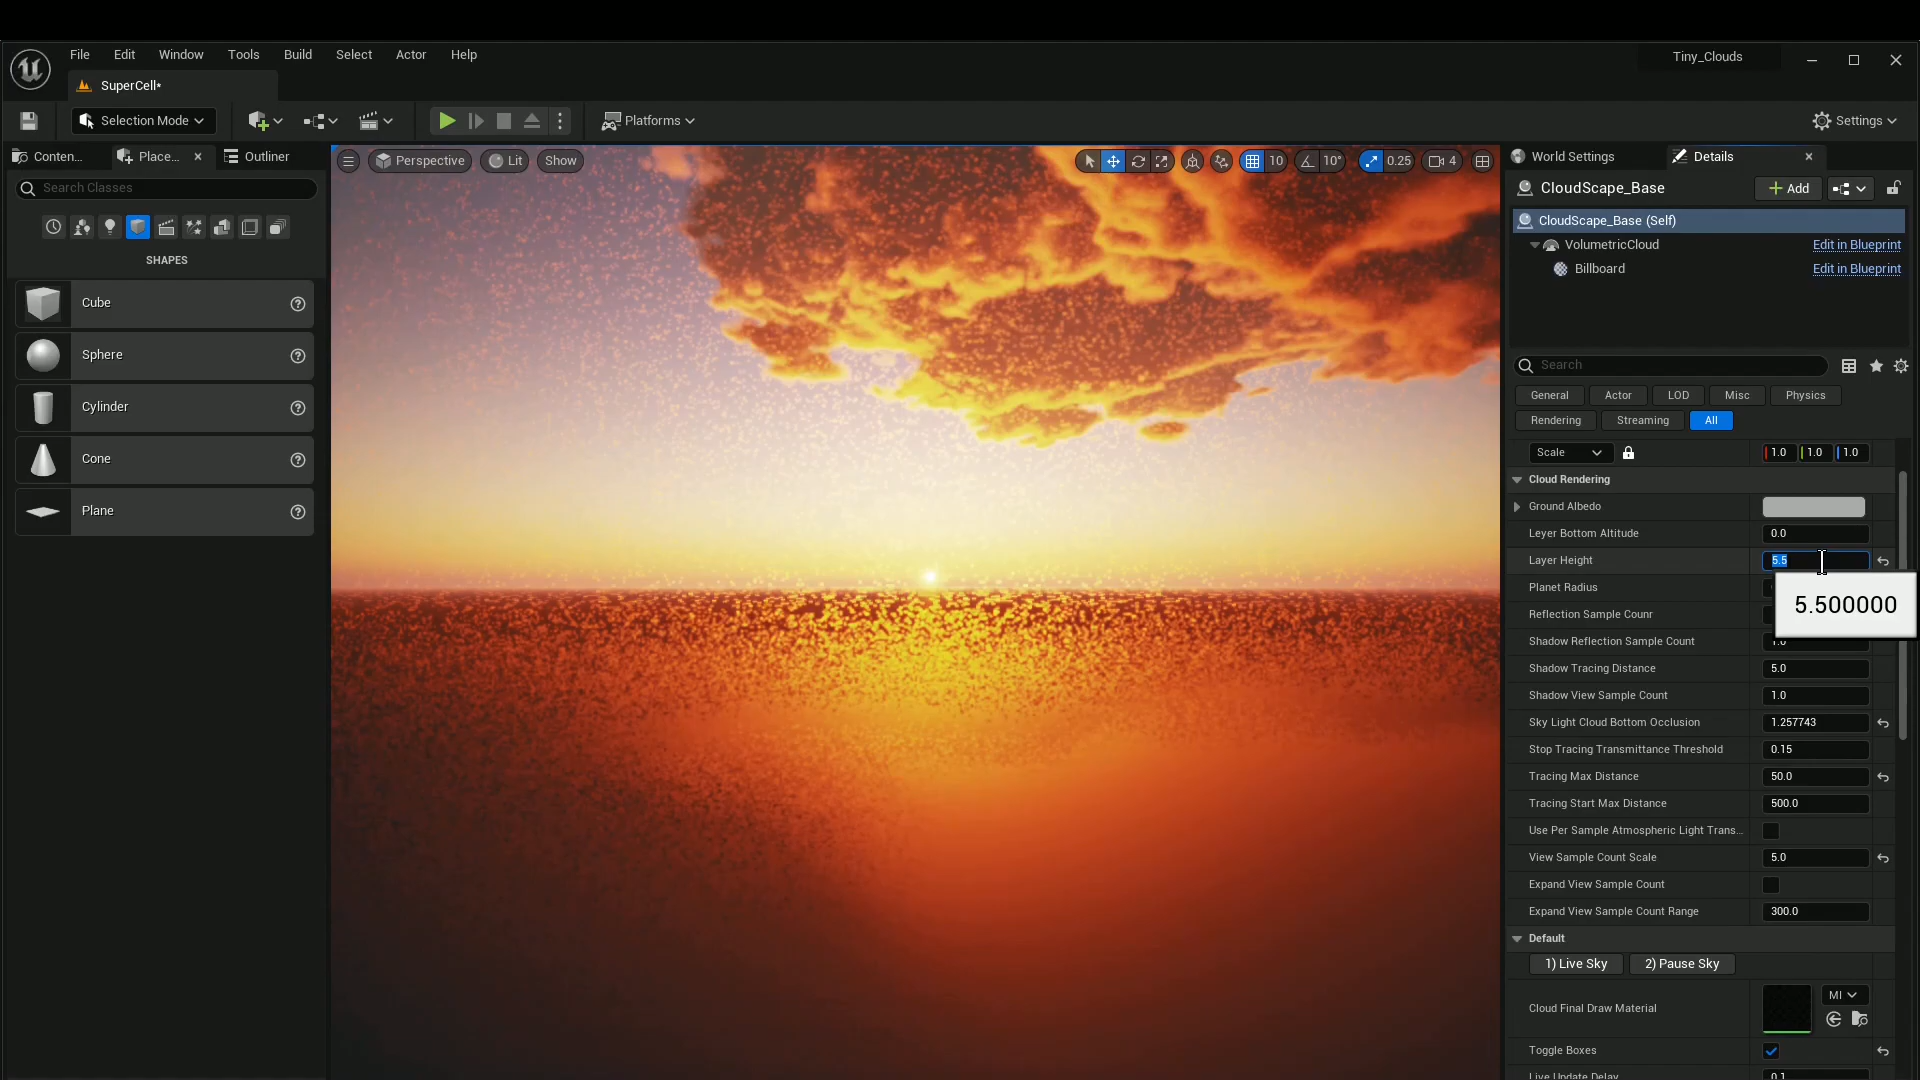 File Edit Window Tools Build Select Actor Help
Tiny_Clouds
SuperCell*
Selection Mode
Platforms
Settings
Conten... Place... Outliner
Search Classes
SHAPES
Cube
Sphere
Cylinder
Cone
Plane
Perspective Lit Show
10 10° 0.25 4
World Settings Details
CloudScape_Base
Add
CloudScape_Base (Self)
VolumetricCloud Edit in Blueprint
Billboard Edit in Blueprint
Search
General Actor LOD Misc Physics
Rendering Streaming All
Scale 1.0 1.0 1.0
Cloud Rendering
Ground Albedo
Leyer Bottom Altitude 0.0
Layer Height 5.5
Planet Radius
5.500000
Reflection Sample Counr
Shadow Reflection Sample Count 1.0
Shadow Tracing Distance 5.0
Shadow View Sample Count 1.0
Sky Light Cloud Bottom Occlusion 1.257743
Stop Tracing Transmittance Threshold 0.15
Tracing Max Distance 50.0
Tracing Start Max Distance 500.0
Use Per Sample Atmospheric Light Trans...
View Sample Count Scale 5.0
Expand View Sample Count
Expand View Sample Count Range 300.0
Default
1) Live Sky 2) Pause Sky
Cloud Final Draw Material MI
Toggle Boxes
Live Update Delay 0.1